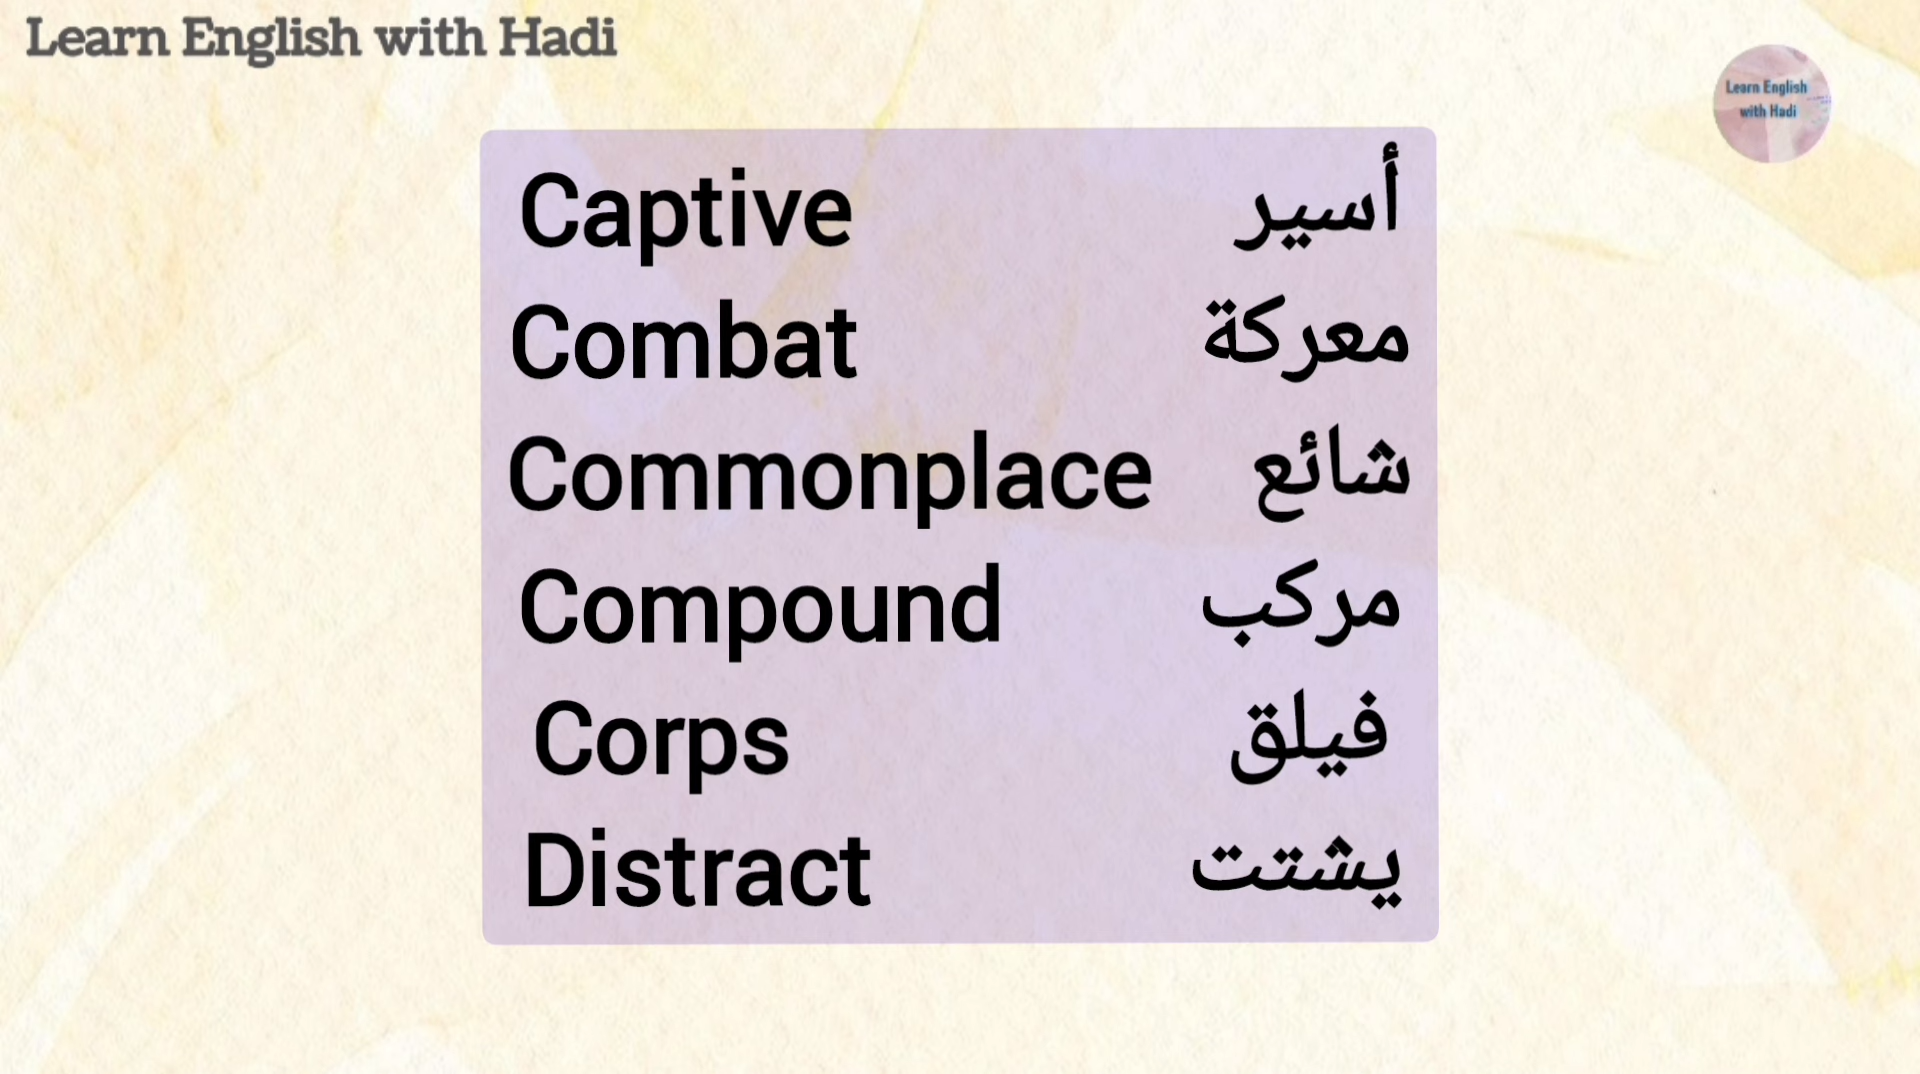 Learn English with Hadi
Learn English
with Hadi
Captive أسير
Combat معركة
Commonplace شائع
Compound مركب
Corps فيلق
Distract يشتت